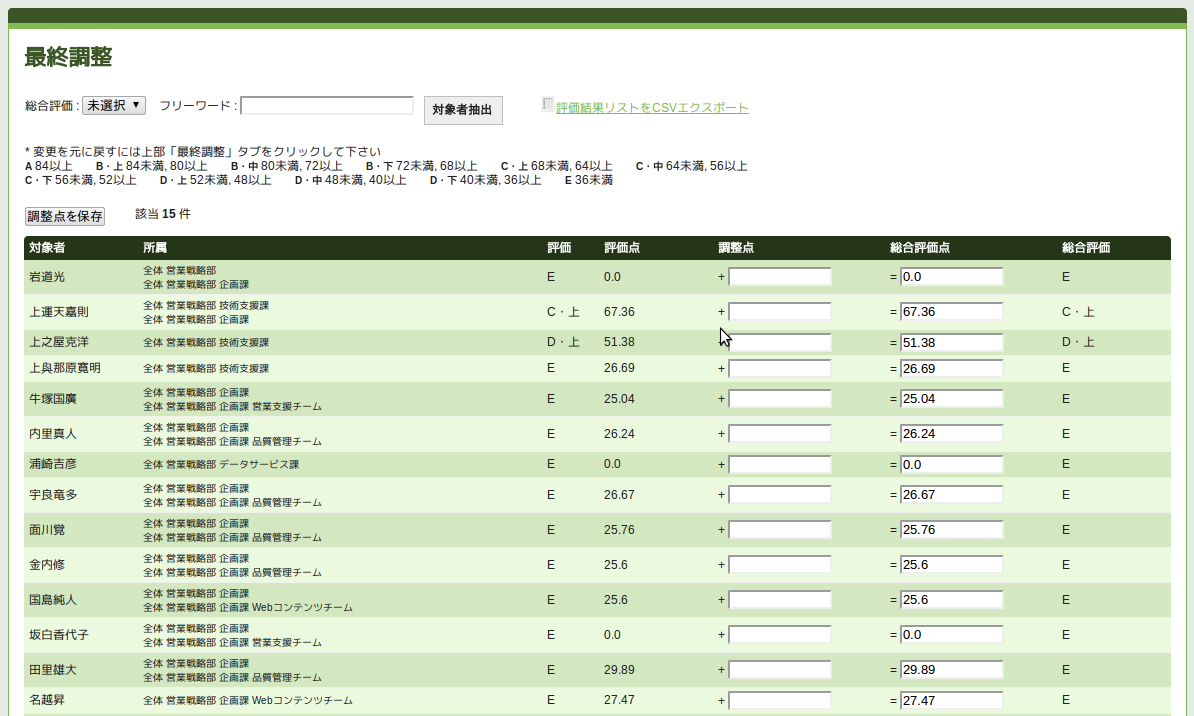 最終調整
総合評価 : 未選択 ▼ フリーワード : 対象者抽出 評価結果リストをCSVエクスポート
* 変更を元に戻すには上部「最終調整」タブをクリックして下さい
A 84以上 B・上 84未満, 80以上 B・中 80未満, 72以上 B・下 72未満, 68以上 C・上 68未満, 64以上 C・中 64未満, 56以上
C・下 56未満, 52以上 D・上 52未満, 48以上 D・中 48未満, 40以上 D・下 40未満, 36以上 E 36未満
調整点を保存 該当 15 件
対象者 所属 評価 評価点 調整点 総合評価点 総合評価
岩道光 全体 営業戦略部 E 0.0 + = 0.0 E
全体 営業戦略部 企画課
上運天嘉則 全体 営業戦略部 技術支援課 C・上 67.36 + = 67.36 C・上
全体 営業戦略部 企画課
上之屋克洋 全体 営業戦略部 技術支援課 D・上 51.38 + = 51.38 D・上
上與那原寛明 全体 営業戦略部 技術支援課 E 26.69 + = 26.69 E
牛塚国廣 全体 営業戦略部 企画課 E 25.04 + = 25.04 E
全体 営業戦略部 企画課 営業支援チーム
内里真人 全体 営業戦略部 企画課 E 26.24 + = 26.24 E
全体 営業戦略部 企画課 品質管理チーム
浦崎吉彦 全体 営業戦略部 データサービス課 E 0.0 + = 0.0 E
宇良竜多 全体 営業戦略部 企画課 E 26.67 + = 26.67 E
全体 営業戦略部 企画課 品質管理チーム
面川覚 全体 営業戦略部 企画課 E 25.76 + = 25.76 E
全体 営業戦略部 企画課 品質管理チーム
金内修 全体 営業戦略部 企画課 E 25.6 + = 25.6 E
全体 営業戦略部 企画課 品質管理チーム
国島純人 全体 営業戦略部 企画課 E 25.6 + = 25.6 E
全体 営業戦略部 企画課 Webコンテンツチーム
坂白香代子 全体 営業戦略部 企画課 E 0.0 + = 0.0 E
全体 営業戦略部 企画課 営業支援チーム
田里雄大 全体 営業戦略部 企画課 E 29.89 + = 29.89 E
全体 営業戦略部 企画課 品質管理チーム
名越昇 全体 営業戦略部 企画課 Webコンテンツチーム E 27.47 + = 27.47 E